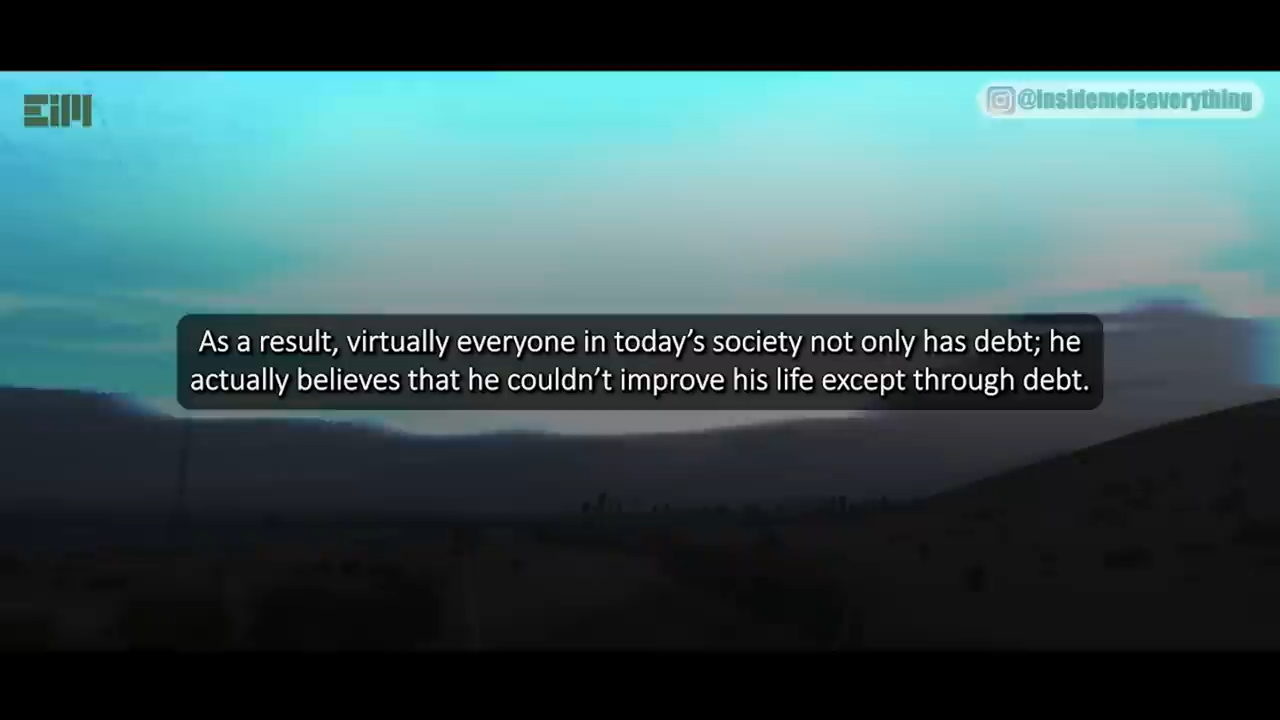 EiM
@insidemeiseverything
As a result, virtually everyone in today’s society not only has debt; he
actually believes that he couldn’t improve his life except through debt.